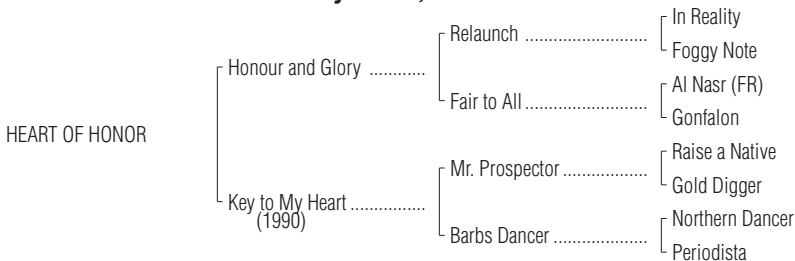 In Reality
Relaunch ..........................
Foggy Note
Honour and Glory ............
Al Nasr (FR)
Fair to All ..........................
Gonfalon
HEART OF HONOR
Raise a Native
Mr. Prospector ..................
Gold Digger
Key to My Heart ................
(1990)
Northern Dancer
Barbs Dancer ....................
Periodista